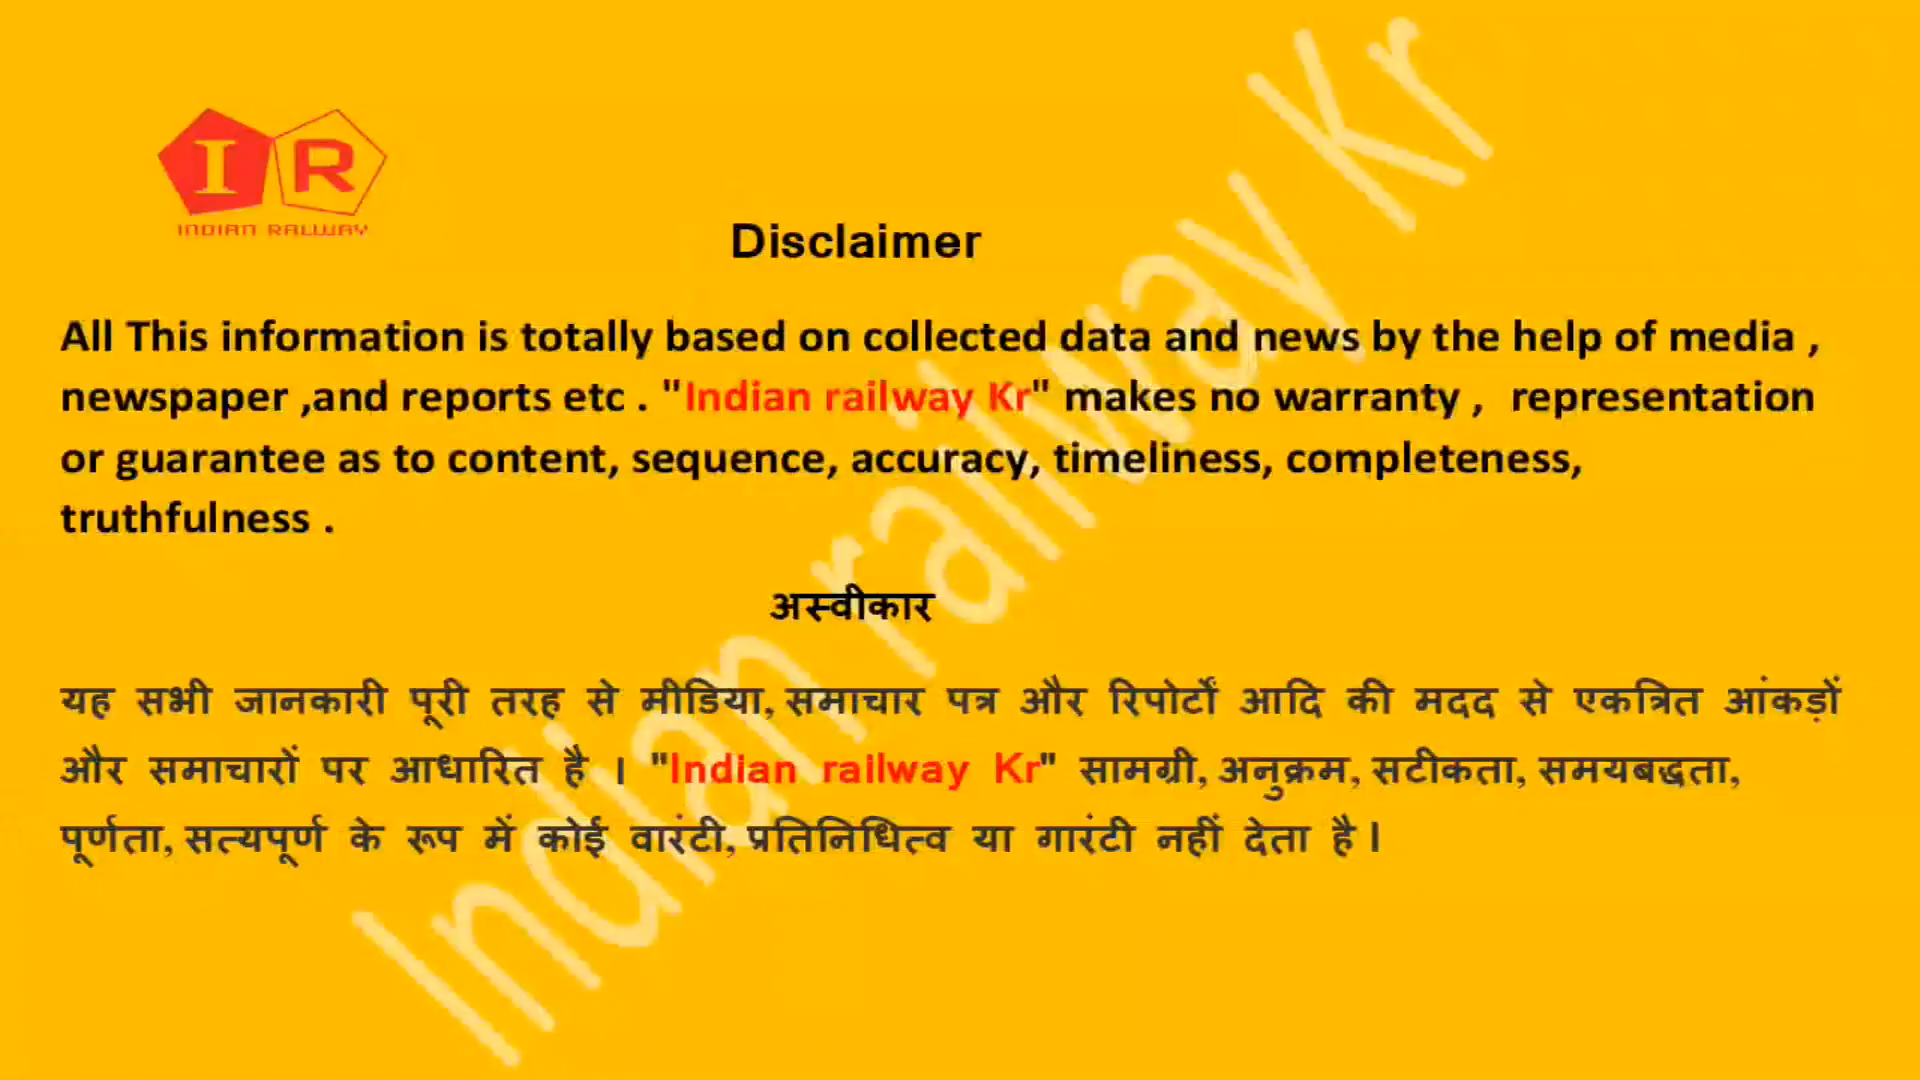 I R
INDIAN RALWAY
Disclaimer
All This information is totally based on collected data and news by the help of media ,
newspaper ,and reports etc . "Indian railway Kr" makes no warranty , representation
or guarantee as to content, sequence, accuracy, timeliness, completeness,
truthfulness .
अस्वीकार
यह सभी जानकारी पूरी तरह से मीडिया, समाचार पत्र और रिपोर्टों आदि की मदद से एकत्रित आंकड़ों
और समाचारों पर आधारित है । "Indian railway Kr" सामग्री, अनुक्रम, सटीकता, समयबद्धता,
पूर्णता, सत्यपूर्ण के रूप में कोई वारंटी, प्रतिनिधित्व या गारंटी नहीं देता है।
Indian railway Kr